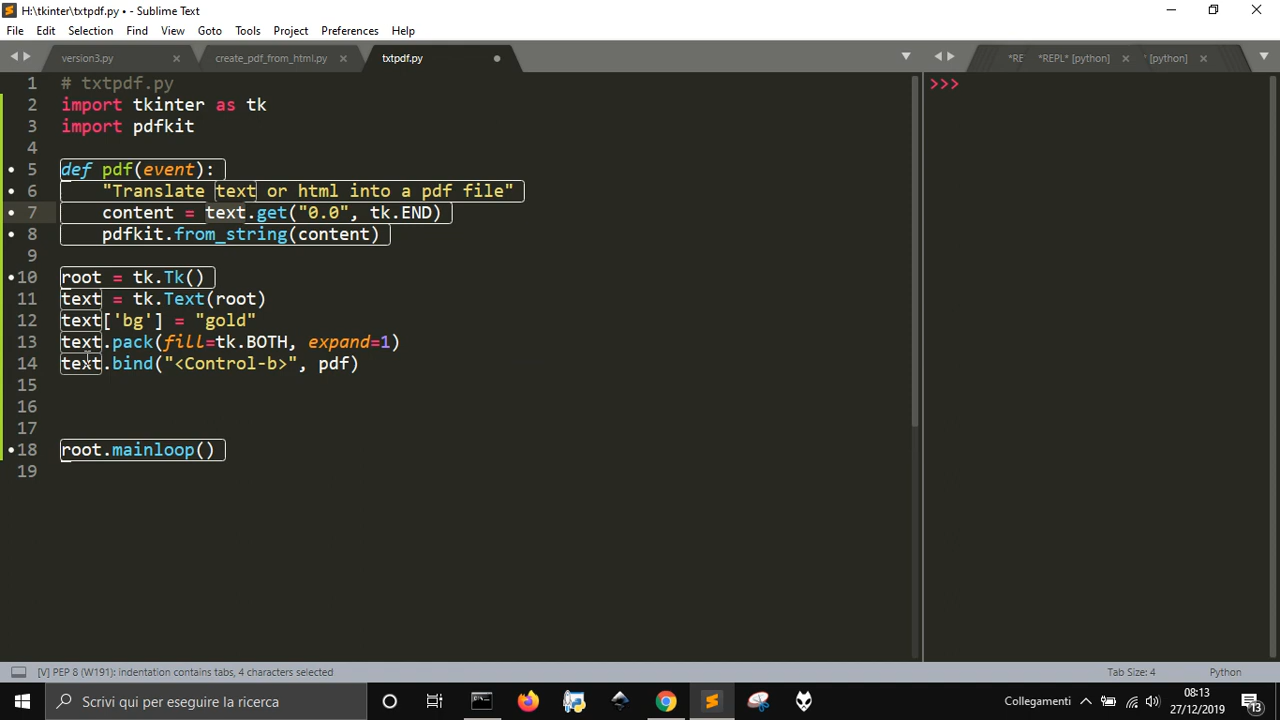 H:\tkinter\txtpdf.py • - Sublime Text
File Edit Selection Find View Goto Tools Project Preferences Help
version3.py create_pdf_from_html.py txtpdf.py *RE *REPL* [python] ' [python]
1 # txtpdf.py
2 import tkinter as tk
3 import pdfkit
4
5 def pdf(event):
6 "Translate text or html into a pdf file"
7 content = text.get("0.0", tk.END)
8 pdfkit.from_string(content)
9
10 root = tk.Tk()
11 text = tk.Text(root)
12 text['bg'] = "gold"
13 text.pack(fill=tk.BOTH, expand=1)
14 text.bind("<Control-b>", pdf)
15
16
17
18 root.mainloop()
19
>>>
[V] PEP 8 (W191): indentation contains tabs, 4 characters selected Tab Size: 4 Python
Scrivi qui per eseguire la ricerca
Collegamenti
08:13
27/12/2019
13